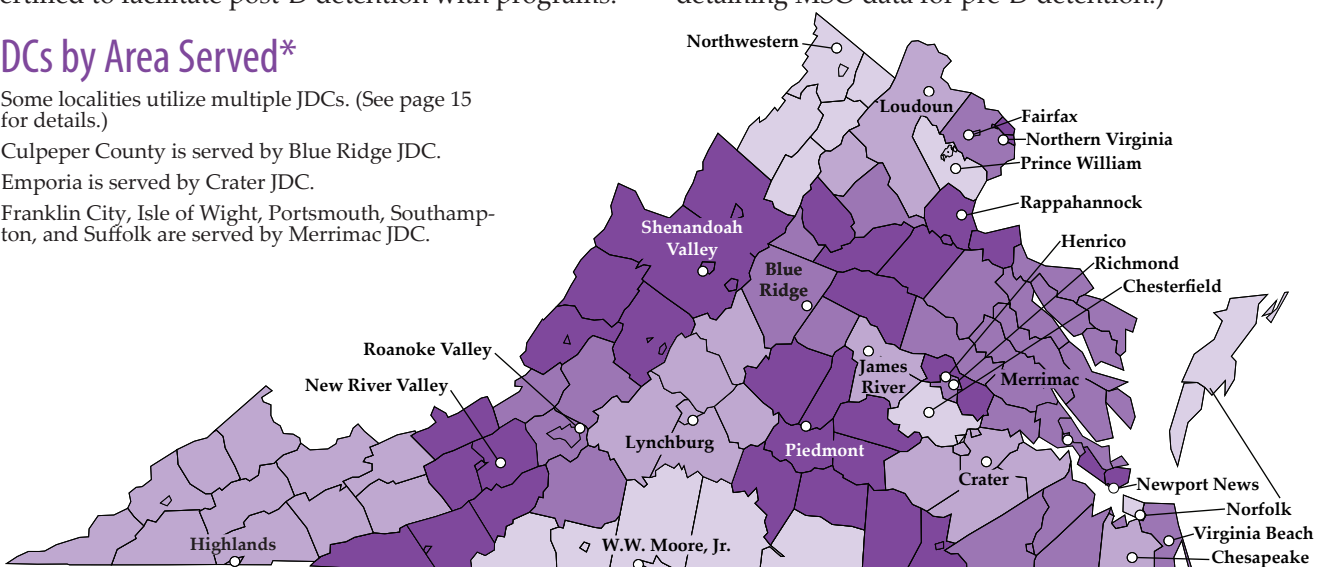 ertified to facilitate post-D detention with programs.
detaining MSO data for pre-D detention.)
DCs by Area Served*
Some localities utilize multiple JDCs. (See page 15
for details.)
Culpeper County is served by Blue Ridge JDC.
Emporia is served by Crater JDC.
Franklin City, Isle of Wight, Portsmouth, Southamp-
ton, and Suffolk are served by Merrimac JDC.
Northwestern
Loudoun
Fairfax
Northern Virginia
Prince William
Rappahannock
Shenandoah
Valley
Henrico
Richmond
Chesterfield
Blue
Ridge
Roanoke Valley
New River Valley
James
River
Merrimac
Lynchburg
Piedmont
Crater
Newport News
Norfolk
Virginia Beach
Chesapeake
Highlands
W.W. Moore, Jr.